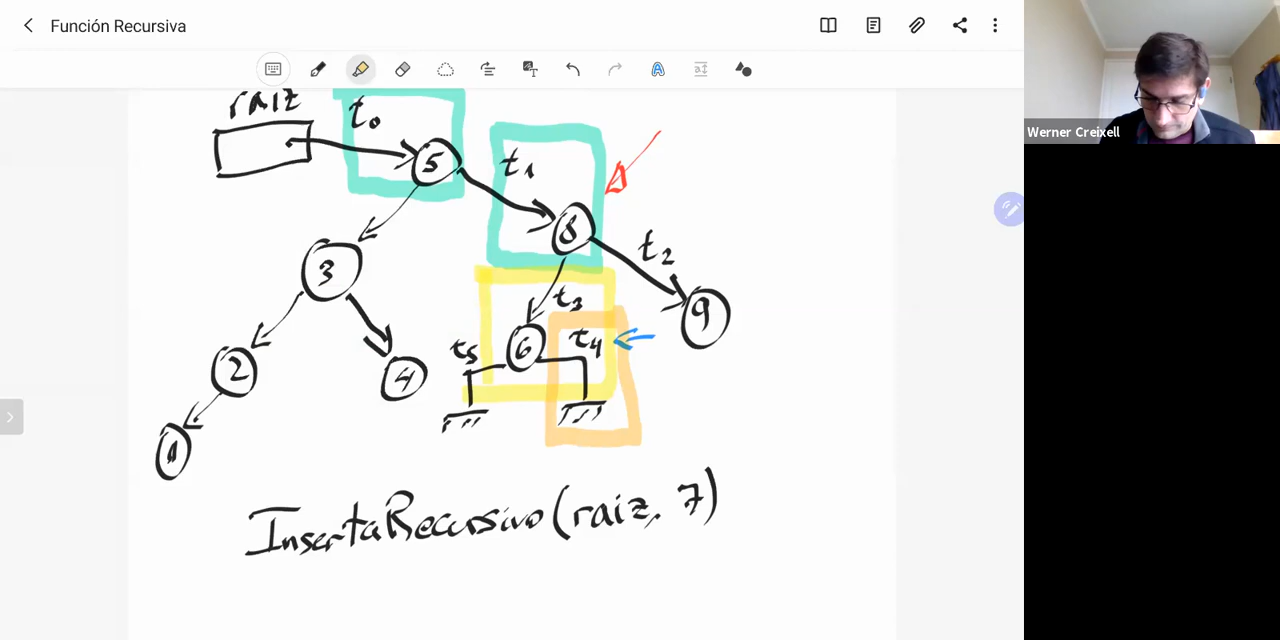 Función Recursiva
raiz
t0
5
t1
8
t2
3
t3
9
t5
6
t4
2
4
1
InsertaRecursivo(raiz, 7)
Werner Creixell